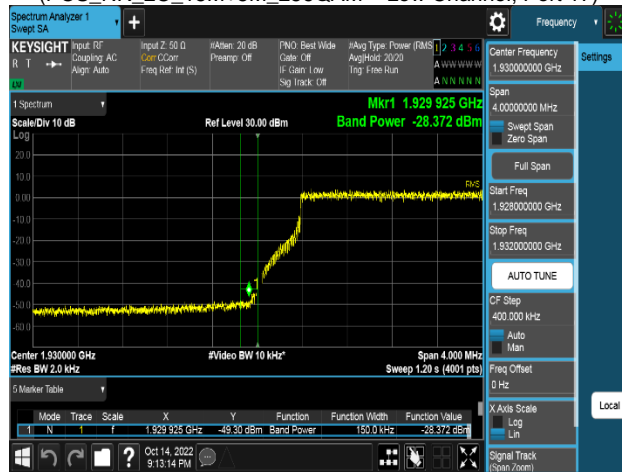 Spectrum Analyzer 1
Swept SA
+
Frequency
KEYSIGHT
R T
Input: RF
Coupling: AC
Align: Auto
Input Z: 50 Ω
Corr CCorr
Freq Ref: Int (S)
#Atten: 20 dB
Preamp: Off
PNO: Best Wide
Gate: Off
IF Gain: Low
Sig Track: Off
#Avg Type: Power (RMS
Avg|Hold: 20/20
Trig: Free Run
1 2 3 4 5 6
A W W W W W
A N N N N N
1 Spectrum
Scale/Div 10 dB
Ref Level 30.00 dBm
Mkr1 1.929 925 GHz
Band Power -28.372 dBm
Log
20.0
10.0
0.00
-10.0
-20.0
-30.0
-40.0
-50.0
-60.0
RMS
1
Center 1.930000 GHz
#Video BW 10 kHz*
Span 4.000 MHz
#Res BW 2.0 kHz
Sweep 1.20 s (4001 pts)
5 Marker Table
Mode Trace Scale X Y Function Function Width Function Value
1 N 1 f 1.929 925 GHz -49.30 dBm Band Power 150.0 kHz -28.372 dBm
Oct 14, 2022
9:13:14 PM
?
Center Frequency
1.930000000 GHz
Settings
Span
4.00000000 MHz
Swept Span
Zero Span
Full Span
Start Freq
1.928000000 GHz
Stop Freq
1.932000000 GHz
AUTO TUNE
CF Step
400.000 kHz
Auto
Man
Freq Offset
0 Hz
X Axis Scale
Log
Lin
Local
Signal Track
(Span Zoom)